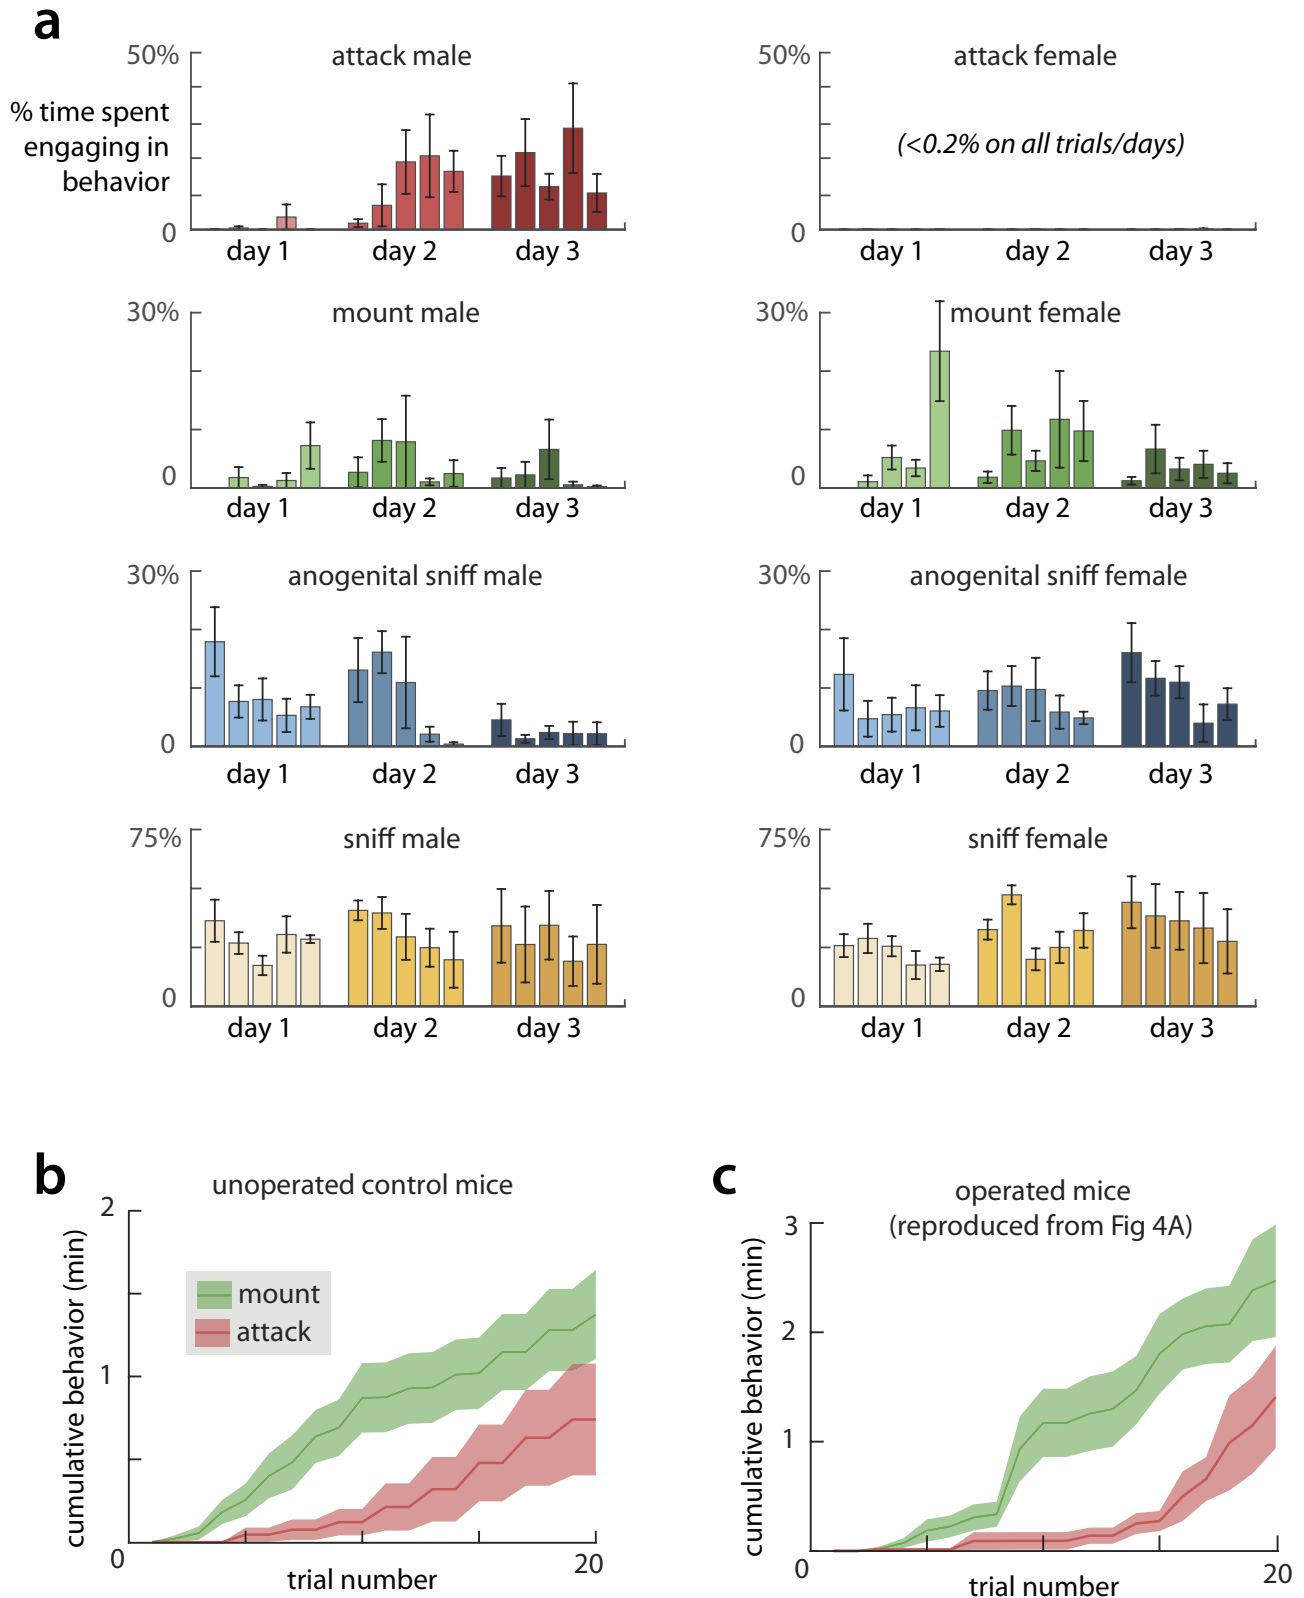 a
50%
attack male
% time spent
engaging in
behavior
0
day 1
day 2
day 3
50%
attack female
(<0.2% on all trials/days)
0
day 1
day 2
day 3
30%
mount male
0
day 1
day 2
day 3
30%
mount female
0
day 1
day 2
day 3
30%
anogenital sniff male
0
day 1
day 2
day 3
30%
anogenital sniff female
0
day 1
day 2
day 3
75%
sniff male
0
day 1
day 2
day 3
75%
sniff female
0
day 1
day 2
day 3
b
unoperated control mice
2
1
0
cumulative behavior (min)
mount
attack
20
trial number
c
operated mice
(reproduced from Fig 4A)
3
2
1
0
cumulative behavior (min)
20
trial number